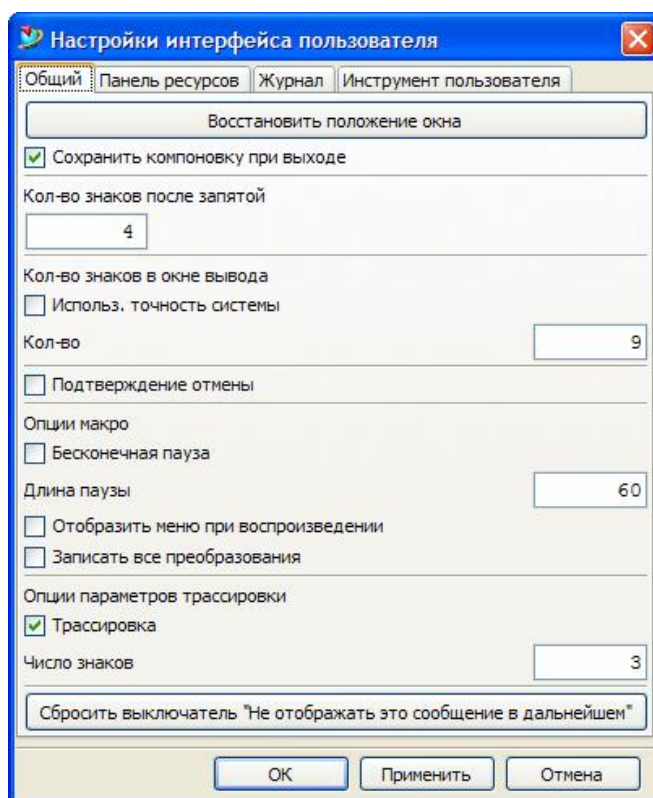 Настройки интерфейса пользователя
Общий Панель ресурсов Журнал Инструмент пользователя
Восстановить положение окна
Сохранить компоновку при выходе
Кол-во знаков после запятой
4
Кол-во знаков в окне вывода
Использ. точность системы
Кол-во 9
Подтверждение отмены
Опции макро
Бесконечная пауза
Длина паузы 60
Отобразить меню при воспроизведении
Записать все преобразования
Опции параметров трассировки
Трассировка
Число знаков 3
Сбросить выключатель "Не отображать это сообщение в дальнейшем"
ОК Применить Отмена